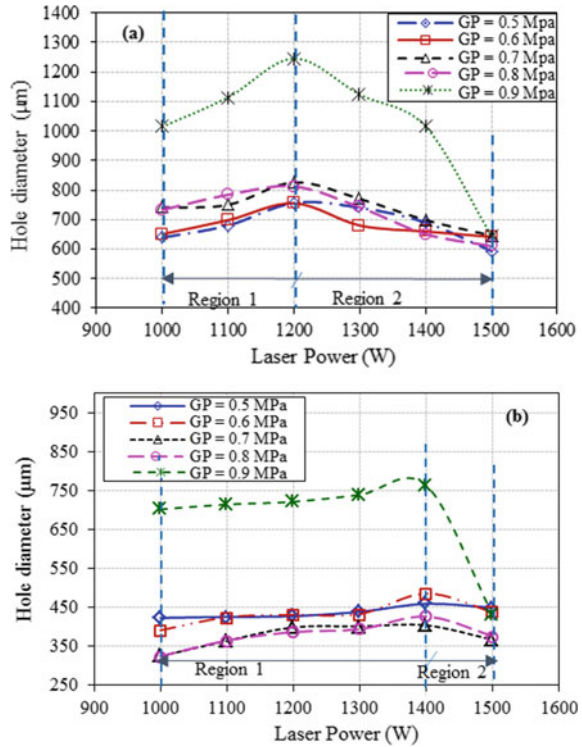 1400
1300
1200
1100
1000
900
800
700
600
500
400
Hole diameter (μm)
(a)
GP = 0.5 Mpa
GP = 0.6 Mpa
GP = 0.7 Mpa
GP = 0.8 Mpa
GP = 0.9 Mpa
Region 1 Region 2
900 1000 1100 1200 1300 1400 1500 1600
Laser Power (W)
950
850
750
650
550
450
350
250
Hole diameter (μm)
GP = 0.5 MPa
GP = 0.6 MPa
GP = 0.7 MPa
GP = 0.8 MPa
GP = 0.9 MPa
(b)
Region 1 Region 2
900 1000 1100 1200 1300 1400 1500 1600
Laser Power (W)